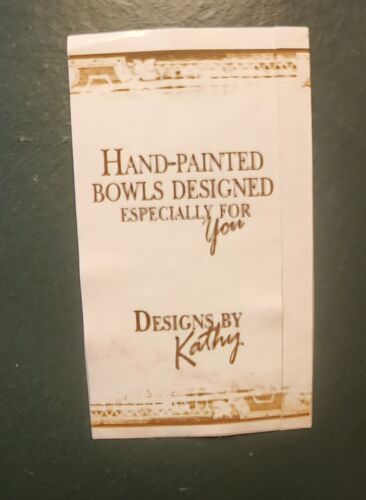 HAND-PAINTED
BOWLS DESIGNED
ESPECIALLY FOR
You
DESIGNS BY
Kathy.